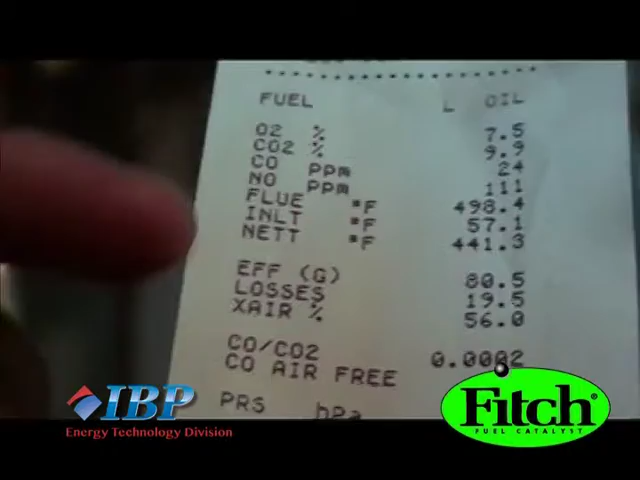 FUEL L OIL
O2 % 7.5
CO2 % 9.9
CO ppm 24
NO ppm 111
FLUE °F 498.4
INLT °F 57.1
NETT °F 441.3
EFF (G) 80.5
LOSSES 19.5
XAIR % 56.0
CO/CO2 0.0002
CO AIR FREE
PRS hPa
IBP
Energy Technology Division
Fitch®
FUEL CATALYST